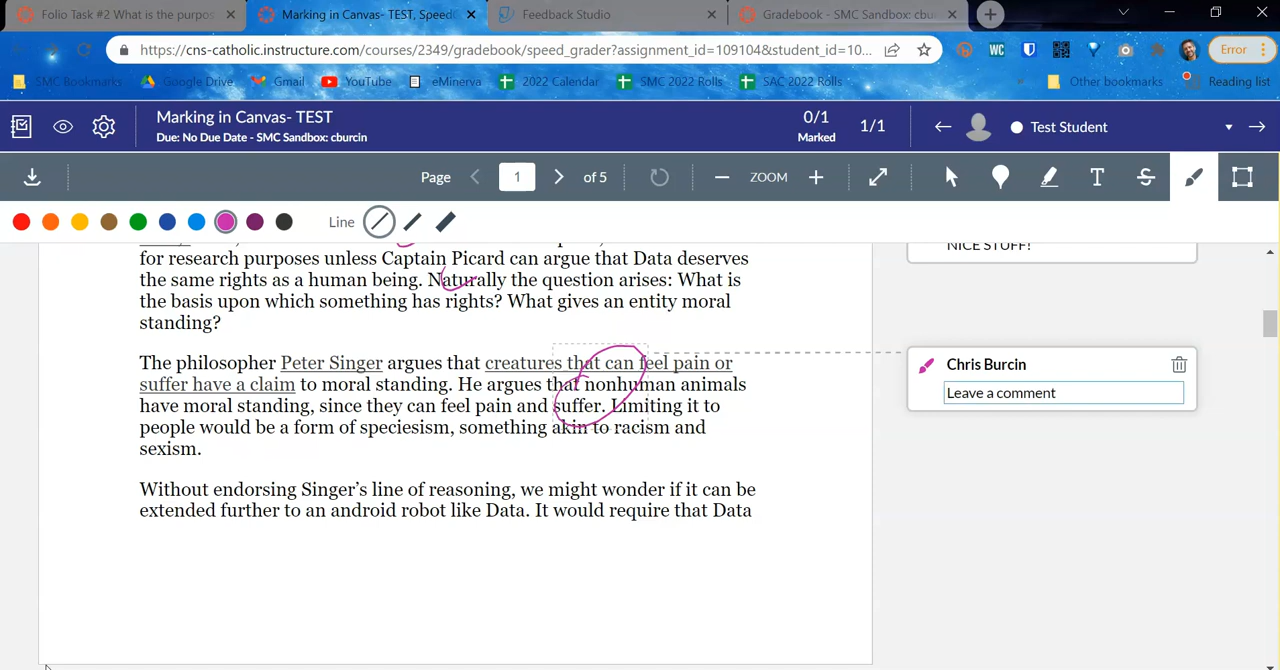 Folio Task #2 What is the purpos
Marking in Canvas- TEST, SpeedG
Feedback Studio
Gradebook - SMC Sandbox: cbur
https://cns-catholic.instructure.com/courses/2349/gradebook/speed_grader?assignment_id=109104&student_id=10...
WC
Error
SMC Bookmarks
Google Drive
Gmail
YouTube
eMinerva
2022 Calendar
SMC 2022 Rolls
SAC 2022 Rolls
Other bookmarks
Reading list
Marking in Canvas- TEST
Due: No Due Date - SMC Sandbox: cburcin
0/1
Marked
1/1
Test Student
Page
1
of 5
ZOOM
T
S
Line
NICE STUFF!
for research purposes unless Captain Picard can argue that Data deserves
the same rights as a human being. Naturally the question arises: What is
the basis upon which something has rights? What gives an entity moral
standing?
The philosopher Peter Singer argues that creatures that can feel pain or
suffer have a claim to moral standing. He argues that nonhuman animals
have moral standing, since they can feel pain and suffer. Limiting it to
people would be a form of speciesism, something akin to racism and
sexism.
Without endorsing Singer’s line of reasoning, we might wonder if it can be
extended further to an android robot like Data. It would require that Data
Chris Burcin
Leave a comment